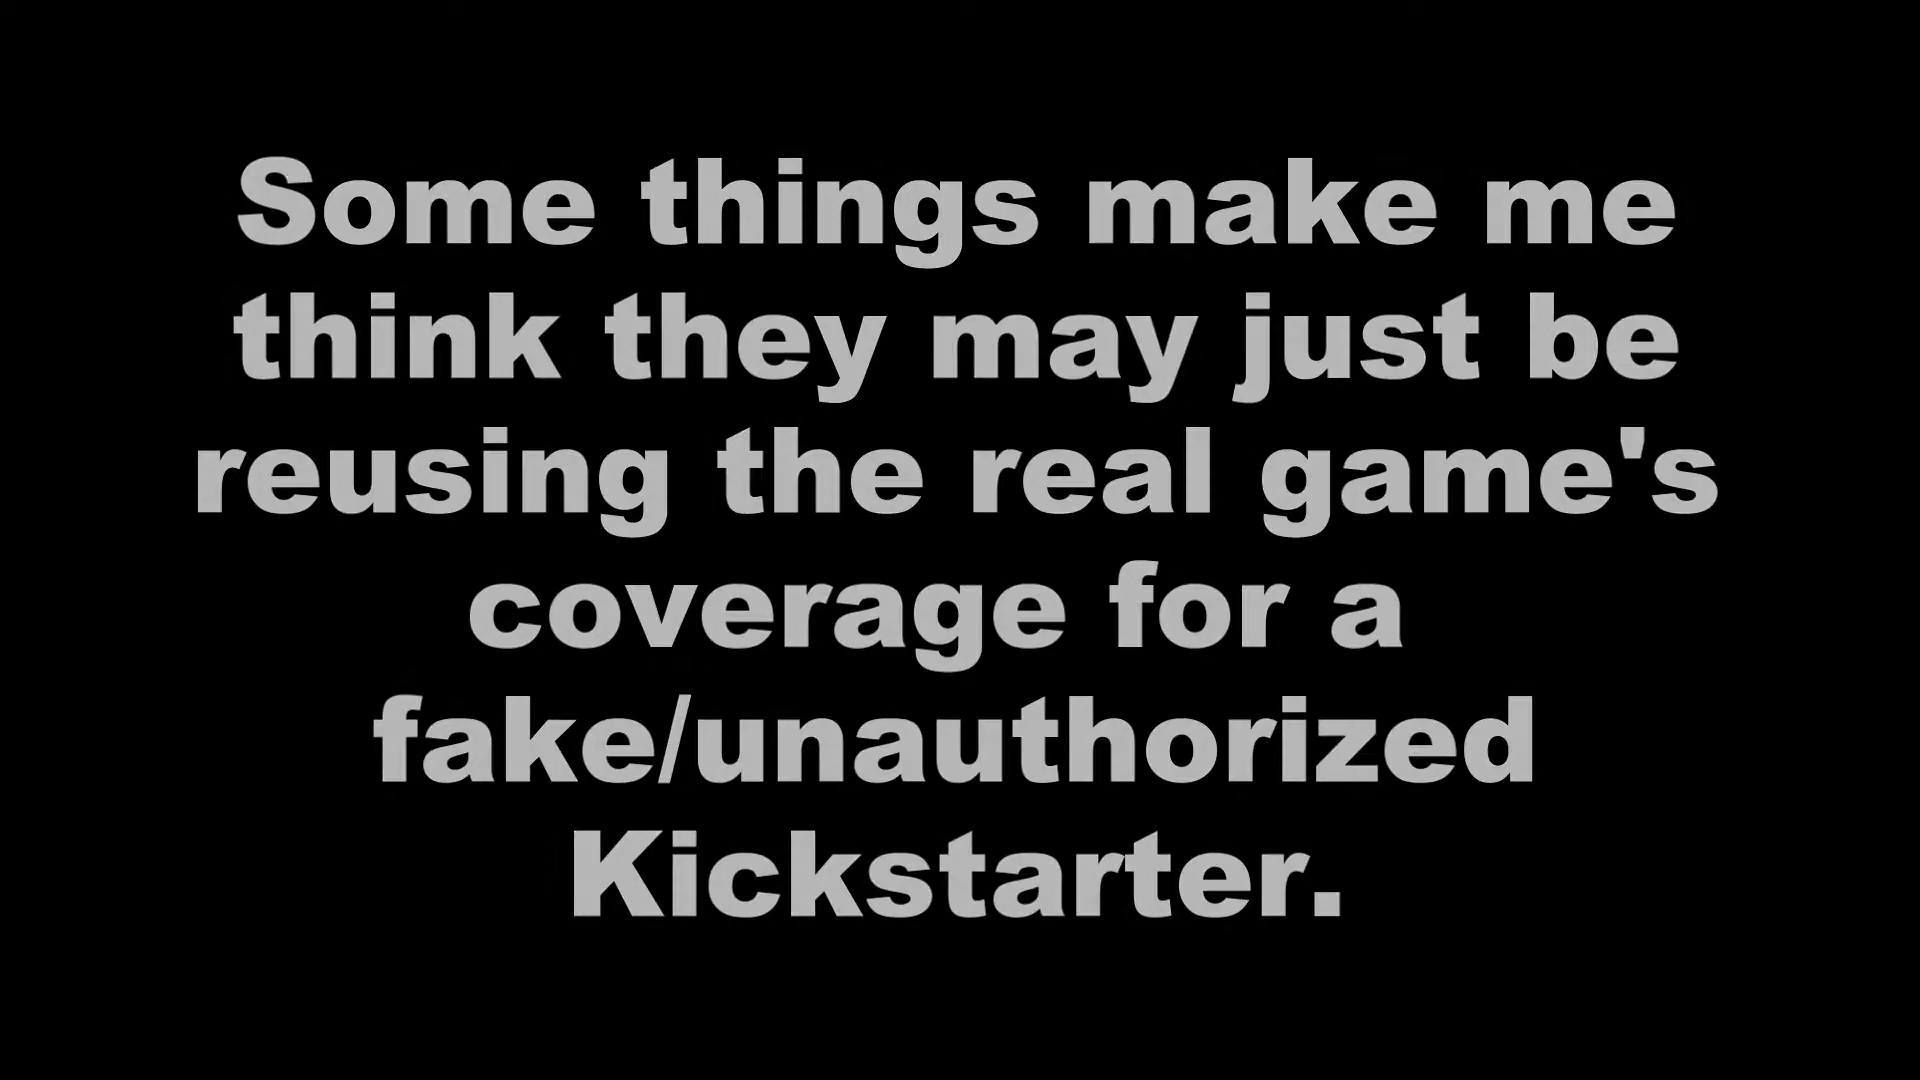 Some things make me
think they may just be
reusing the real game's
coverage for a
fake/unauthorized
Kickstarter.